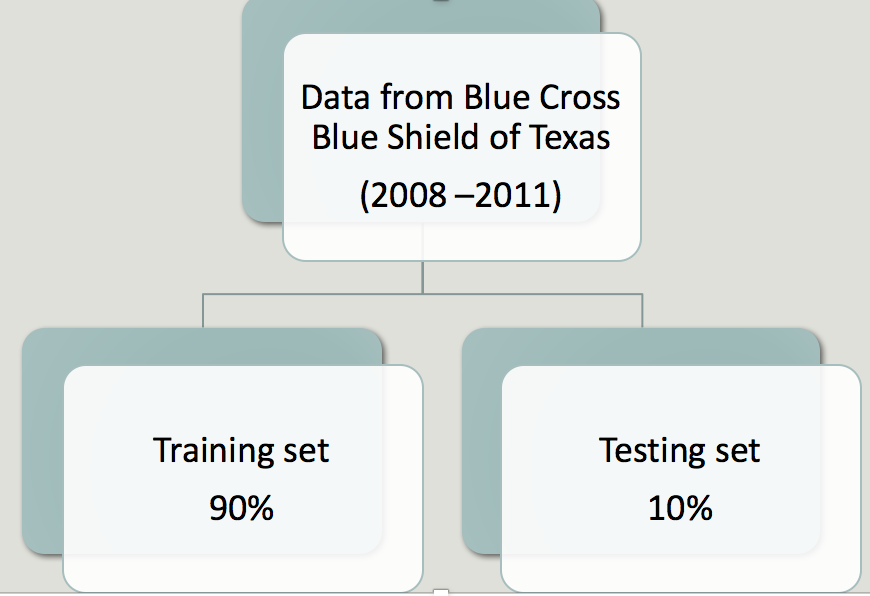 Data from Blue Cross
Blue Shield of Texas
(2008 –2011)
Training set
90%
Testing set
10%